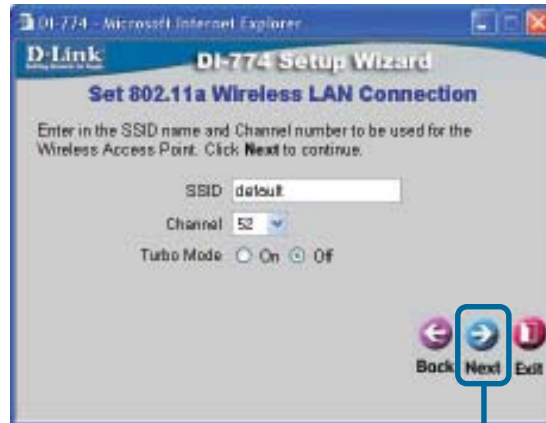 DI-774 - Microsoft Internet Explorer
D-Link
DI-774 Setup Wizard
Set 802.11a Wireless LAN Connection
Enter in the SSID name and Channel number to be used for the
Wireless Access Point. Click Next to continue.
SSID default
Channel 52
Turbo Mode On Off
Back Next Exit